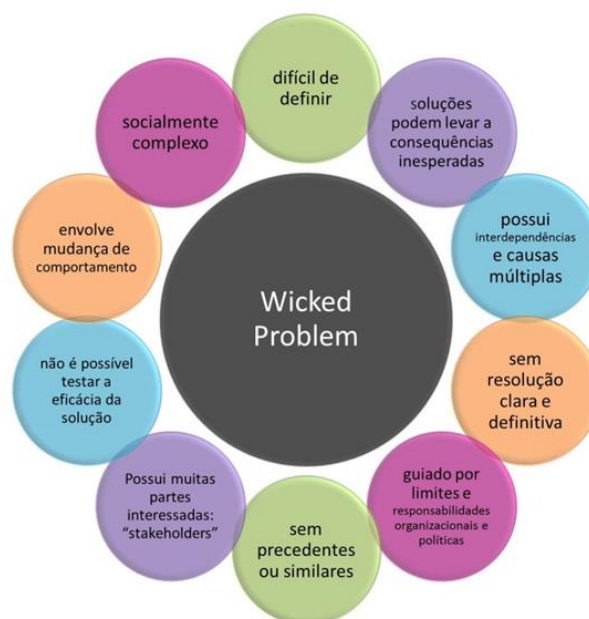 difícil de
definir
soluções
podem levar a
consequências
inesperadas
possui
interdependências
e causas
múltiplas
sem
resolução
clara e
definitiva
guiado por
limites e
responsabilidades
organizacionais e
políticas
sem
precedentes
ou similares
Possui muitas
partes
interessadas:
“stakeholders”
não é possível
testar a
eficácia da
solução
envolve
mudança de
comportamento
socialmente
complexo
Wicked
Problem